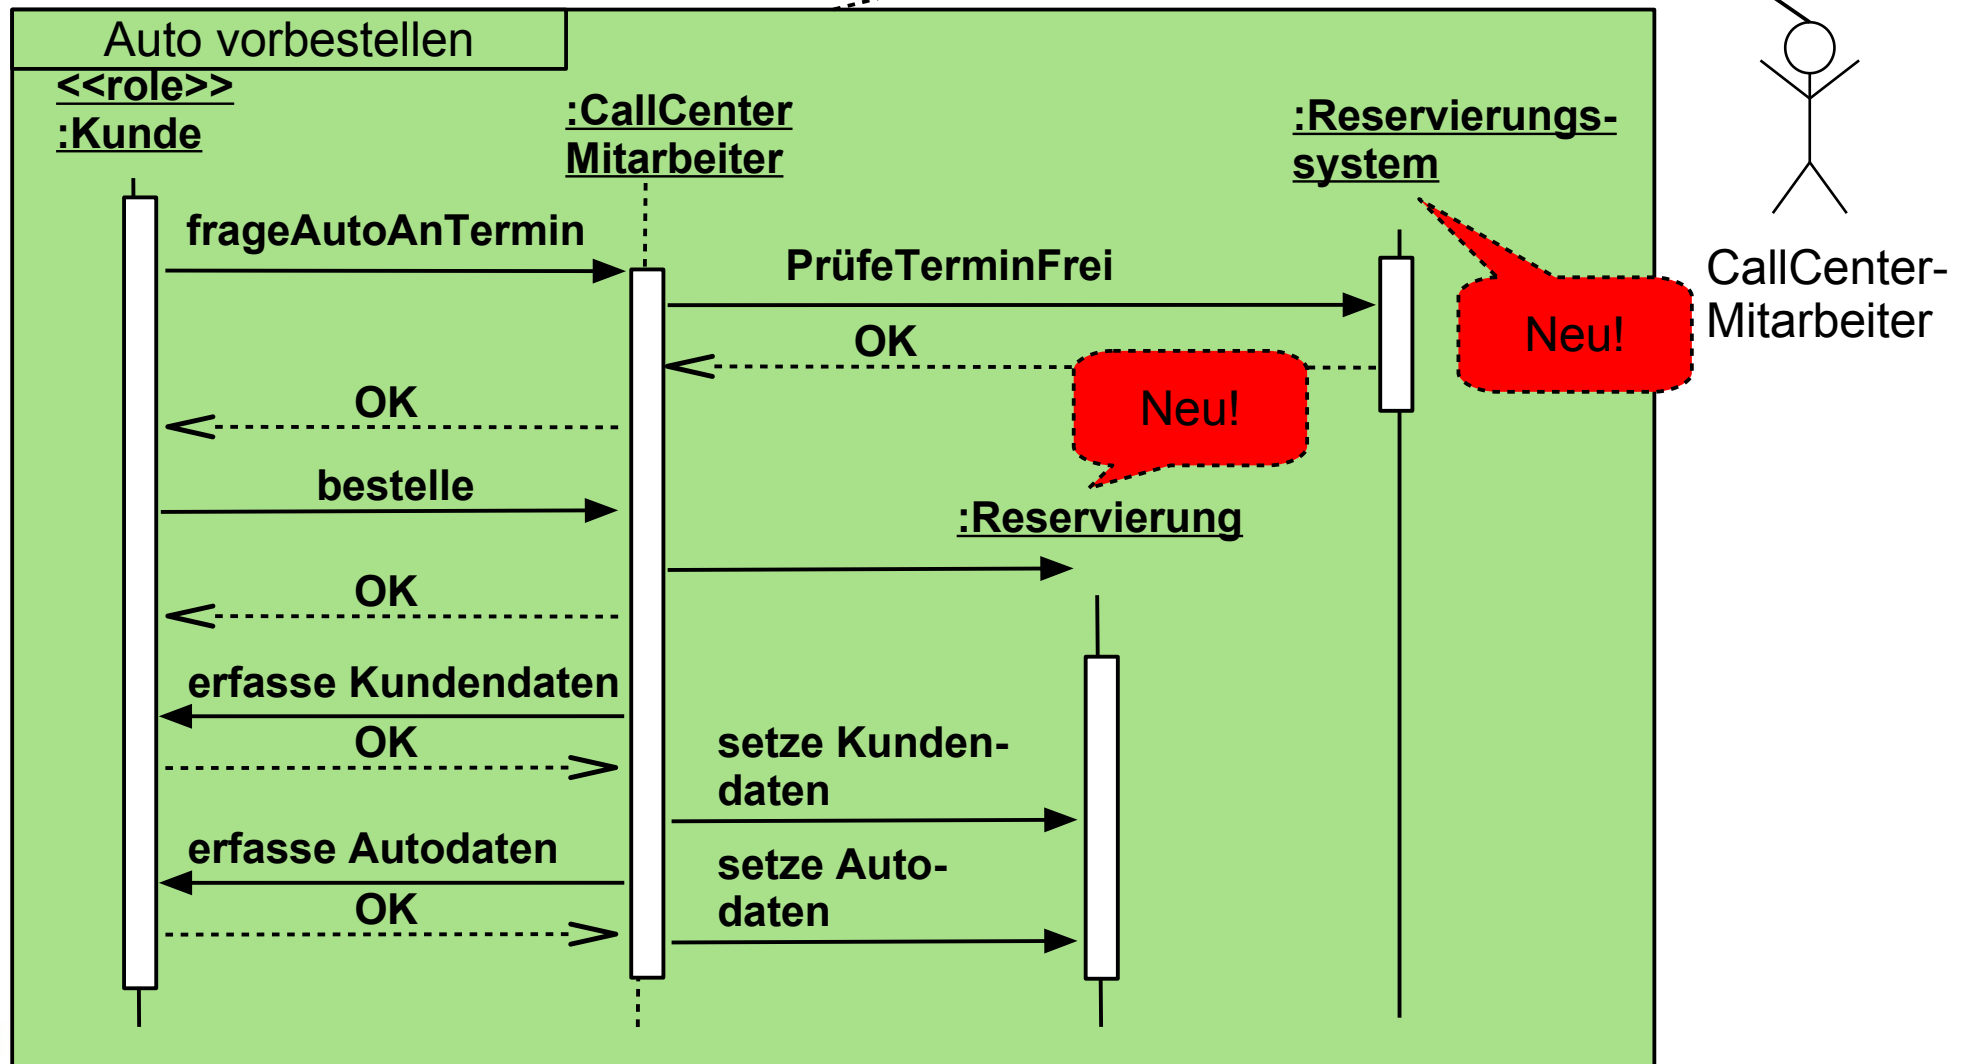 Auto vorbestellen
<<role>>
:Kunde
:CallCenter
Mitarbeiter
:Reservierungs-
system
frageAutoAnTermin
PrüfeTerminFrei
CallCenter-
Mitarbeiter
Neu!
OK
Neu!
OK
bestelle
:Reservierung
OK
erfasse Kundendaten
OK
setze Kunden-
daten
erfasse Autodaten
setze Auto-
daten
OK